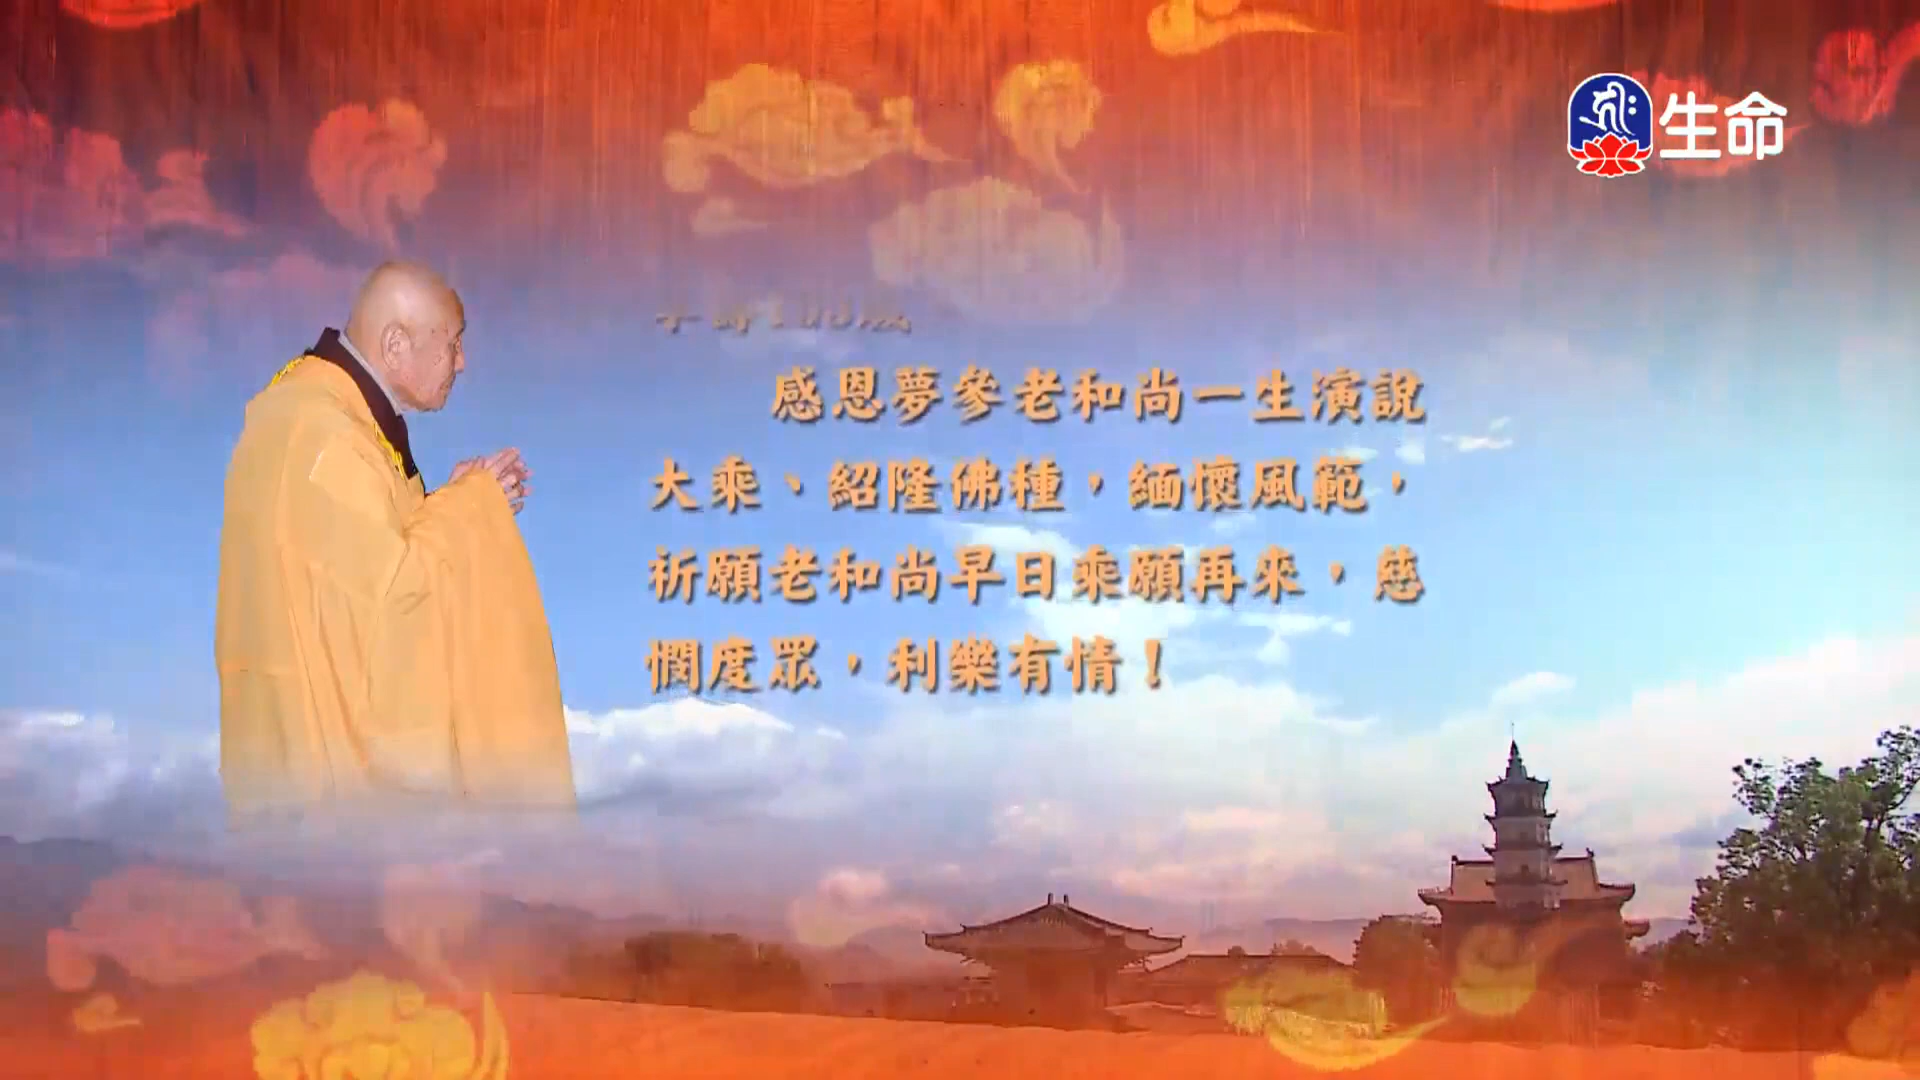 生命
感恩夢參老和尚一生演說
大乘、紹隆佛種，緬懷風範，
祈願老和尚早日乘願再來，慈
憫度眾，利樂有情！